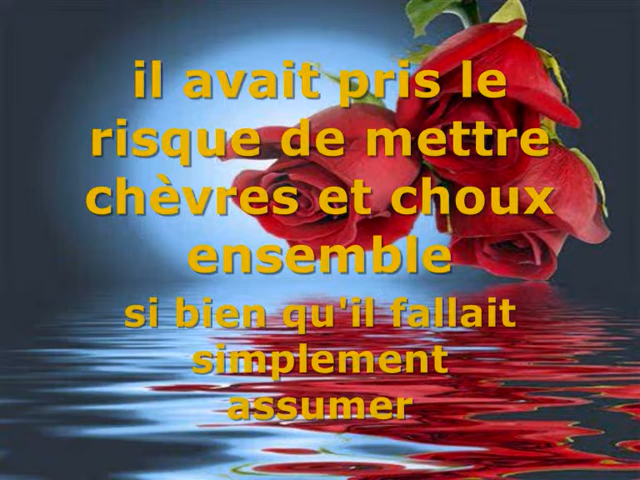 il avait pris le
risque de mettre
chèvres et choux
ensemble
si bien qu'il fallait
simplement
assumer